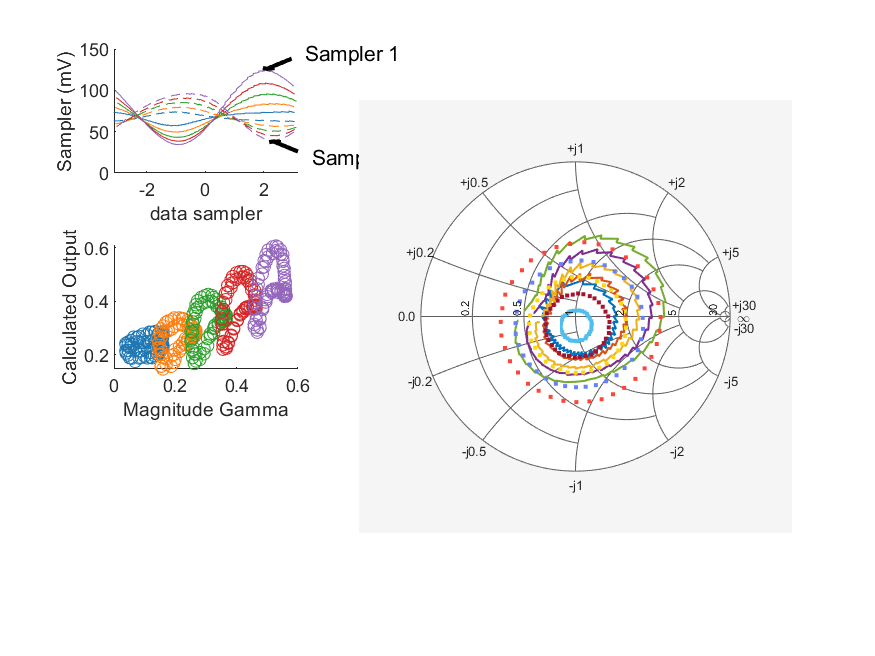 150
Sampler 1
100
Sampler (mV)
50
0
-2 0 2
data sampler
0.6
Calculated Output
0.4
0.2
0 0.2 0.4 0.6
Magnitude Gamma
+j1
+j0.5 +j2
+j0.2 +j5
+j30
0.0 0.2 0.5 1 2 5 30 ∞
-j30
-j0.2 -j5
-j0.5 -j2
-j1